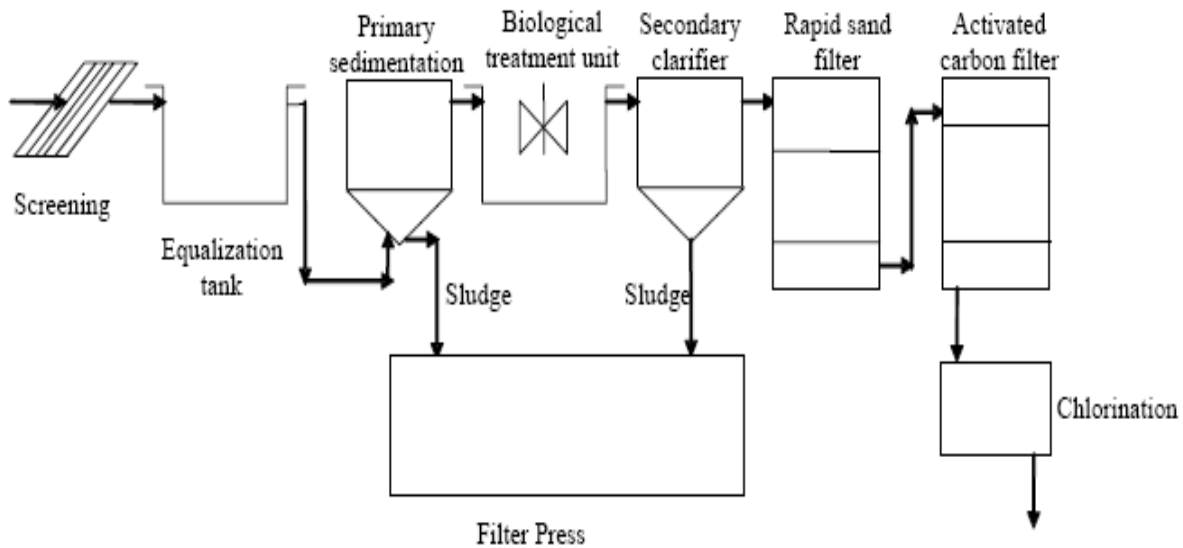 Primary
sedimentation
Biological
treatment unit
Secondary
clarifier
Rapid sand
filter
Activated
carbon filter
Screening
Equalization
tank
Sludge
Sludge
Chlorination
Filter Press